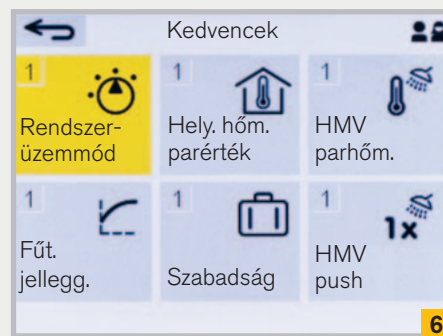 Kedvencek
1
Rendszer-
üzemmód
1
Hely. hőm.
parérték
1
HMV
parhőm.
1
Fűt.
jellegg.
1
Szabadság
1
1x
HMV
push
6